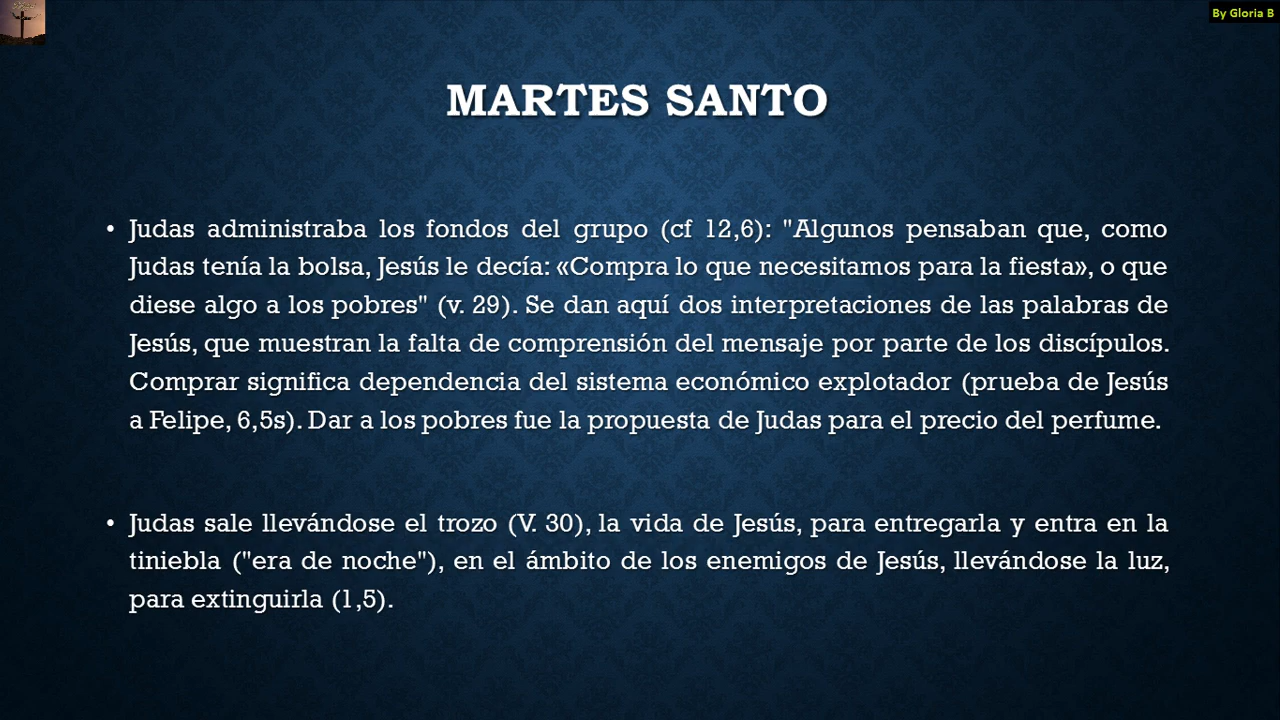 By Gloria B
MARTES SANTO
• Judas administraba los fondos del grupo (cf 12,6): "Algunos pensaban que, como
Judas tenía la bolsa, Jesús le decía: «Compra lo que necesitamos para la fiesta», o que
diese algo a los pobres" (v. 29). Se dan aquí dos interpretaciones de las palabras de
Jesús, que muestran la falta de comprensión del mensaje por parte de los discípulos.
Comprar significa dependencia del sistema económico explotador (prueba de Jesús
a Felipe, 6,5s). Dar a los pobres fue la propuesta de Judas para el precio del perfume.
• Judas sale llevándose el trozo (V. 30), la vida de Jesús, para entregarla y entra en la
tiniebla ("era de noche"), en el ámbito de los enemigos de Jesús, llevándose la luz,
para extinguirla (1,5).